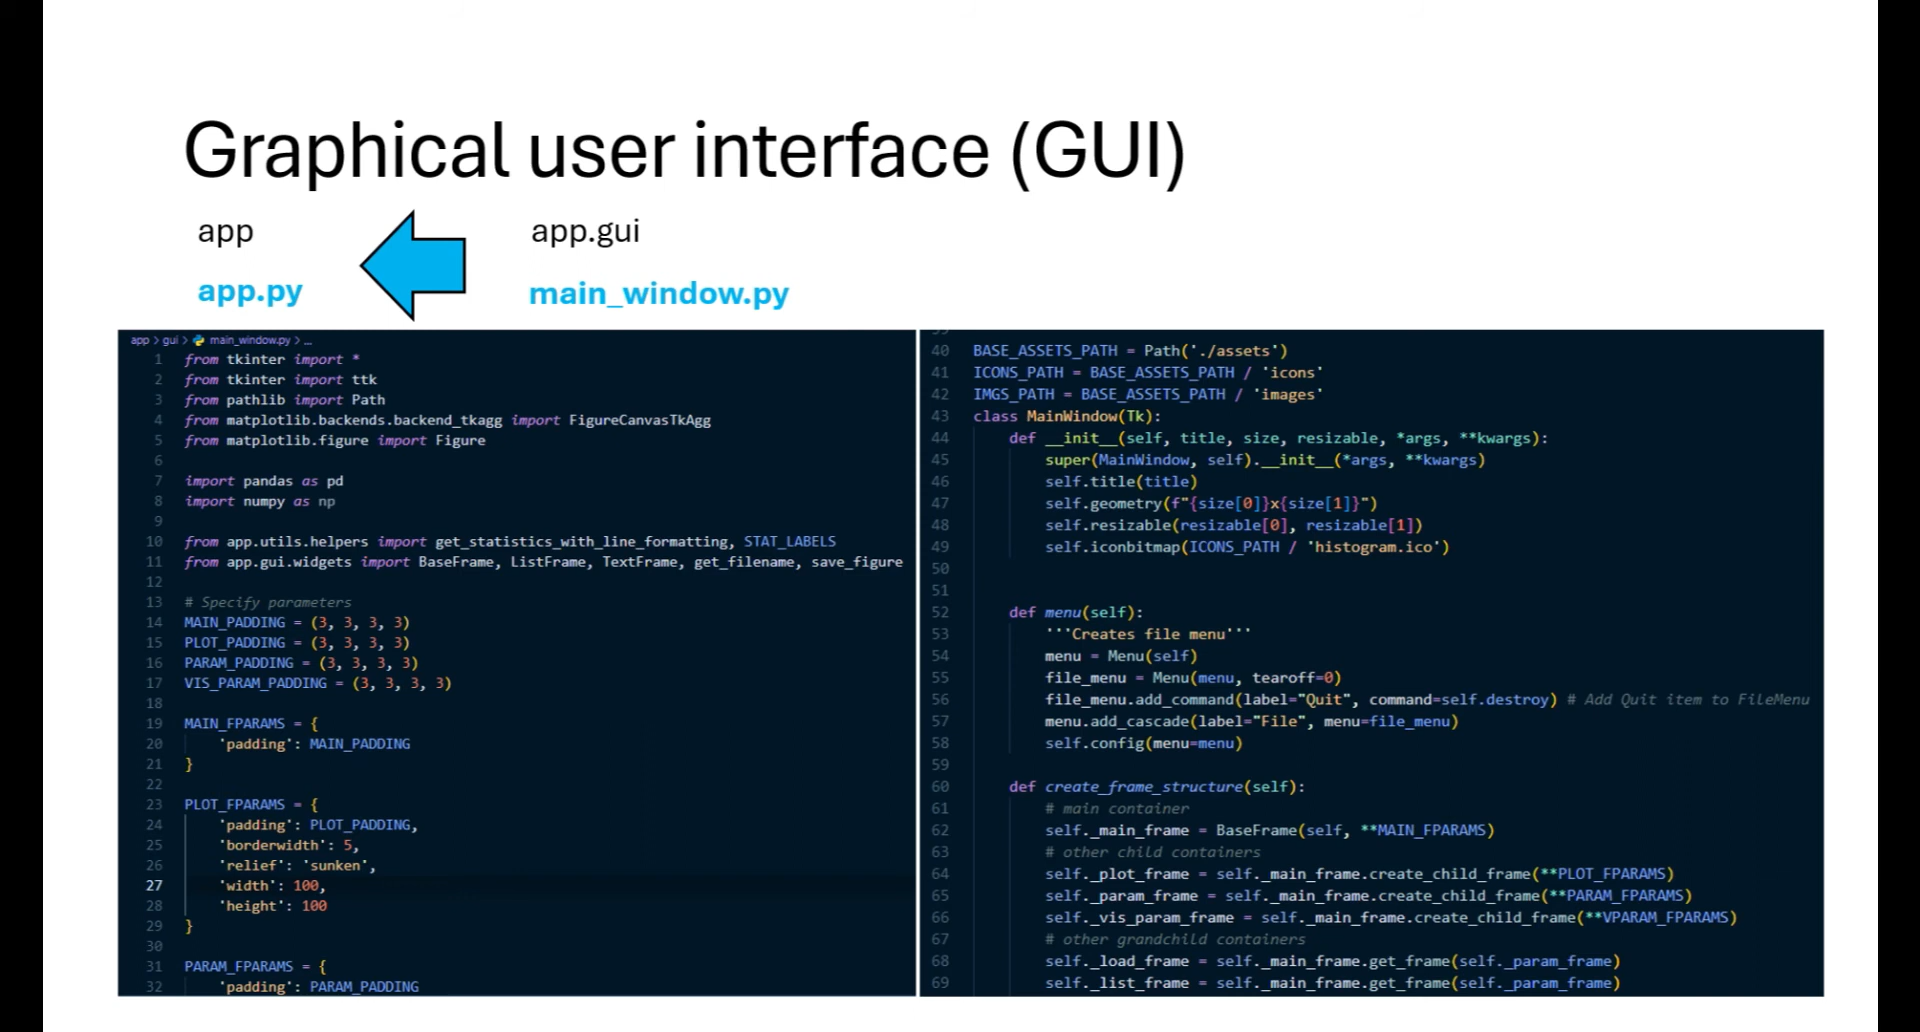 Graphical user interface (GUI)
app
app.gui
app.py
main_window.py
app > gui > main_window.py > ...
1 from tkinter import *
2 from tkinter import ttk
3 from pathlib import Path
4 from matplotlib.backends.backend_tkagg import FigureCanvasTkAgg
5 from matplotlib.figure import Figure
6
7 import pandas as pd
8 import numpy as np
9
10 from app.utils.helpers import get_statistics_with_line_formatting, STAT_LABELS
11 from app.gui.widgets import BaseFrame, ListFrame, TextFrame, get_filename, save_figure
12
13 # Specify parameters
14 MAIN_PADDING = (3, 3, 3, 3)
15 PLOT_PADDING = (3, 3, 3, 3)
16 PARAM_PADDING = (3, 3, 3, 3)
17 VIS_PARAM_PADDING = (3, 3, 3, 3)
18
19 MAIN_FPARAMS = {
20 'padding': MAIN_PADDING
21 }
22
23 PLOT_FPARAMS = {
24 'padding': PLOT_PADDING,
25 'borderwidth': 5,
26 'relief': 'sunken',
27 'width': 100,
28 'height': 100
29 }
30
31 PARAM_FPARAMS = {
32 'padding': PARAM_PADDING
40 BASE_ASSETS_PATH = Path('./assets')
41 ICONS_PATH = BASE_ASSETS_PATH / 'icons'
42 IMGS_PATH = BASE_ASSETS_PATH / 'images'
43 class MainWindow(Tk):
44 def __init__(self, title, size, resizable, *args, **kwargs):
45 super(MainWindow, self).__init__(*args, **kwargs)
46 self.title(title)
47 self.geometry(f"{size[0]}x{size[1]}")
48 self.resizable(resizable[0], resizable[1])
49 self.iconbitmap(ICONS_PATH / 'histogram.ico')
50
51
52 def menu(self):
53 '''Creates file menu'''
54 menu = Menu(self)
55 file_menu = Menu(menu, tearoff=0)
56 file_menu.add_command(label="Quit", command=self.destroy) # Add Quit item to FileMenu
57 menu.add_cascade(label="File", menu=file_menu)
58 self.config(menu=menu)
59
60 def create_frame_structure(self):
61 # main container
62 self._main_frame = BaseFrame(self, **MAIN_FPARAMS)
63 # other child containers
64 self._plot_frame = self._main_frame.create_child_frame(**PLOT_FPARAMS)
65 self._param_frame = self._main_frame.create_child_frame(**PARAM_FPARAMS)
66 self._vis_param_frame = self._main_frame.create_child_frame(**VPARAM_FPARAMS)
67 # other grandchild containers
68 self._load_frame = self._main_frame.get_frame(self._param_frame)
69 self._list_frame = self._main_frame.get_frame(self._param_frame)